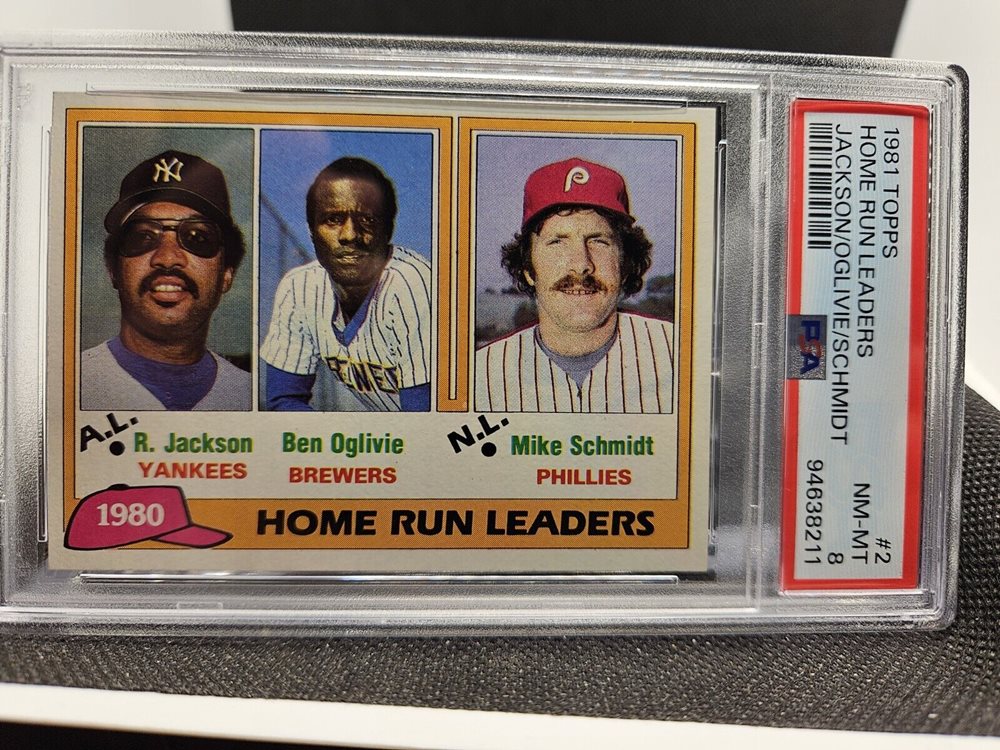 NY
P
BREWERS
A.L.
R. Jackson
YANKEES
Ben Oglivie
BREWERS
N.L.
Mike Schmidt
PHILLIES
1980
HOME RUN LEADERS
1981 TOPPS
#2
HOME RUN LEADERS
NM-MT
JACKSON/OGLIVIE/SCHMIDT
8
94638211
PSA